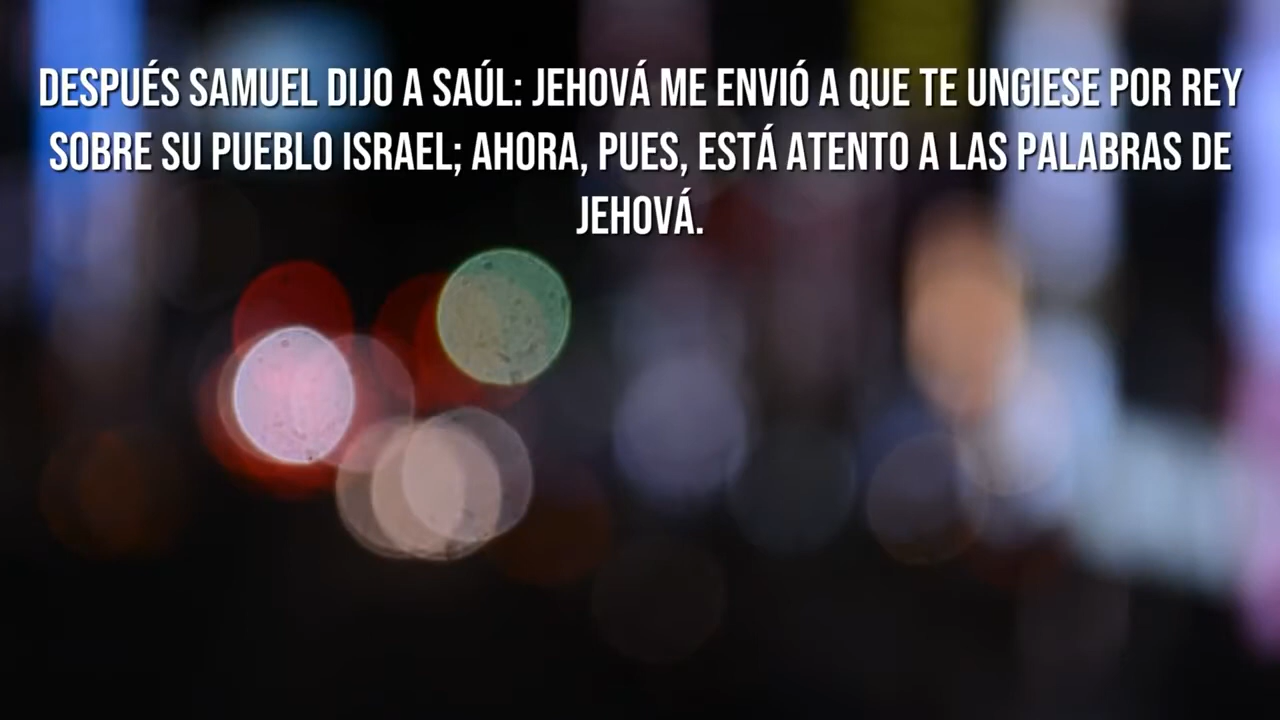 DESPUÉS SAMUEL DIJO A SAÚL: JEHOVÁ ME ENVIÓ A QUE TE UNGIESE POR REY
SOBRE SU PUEBLO ISRAEL; AHORA, PUES, ESTÁ ATENTO A LAS PALABRAS DE
JEHOVÁ.